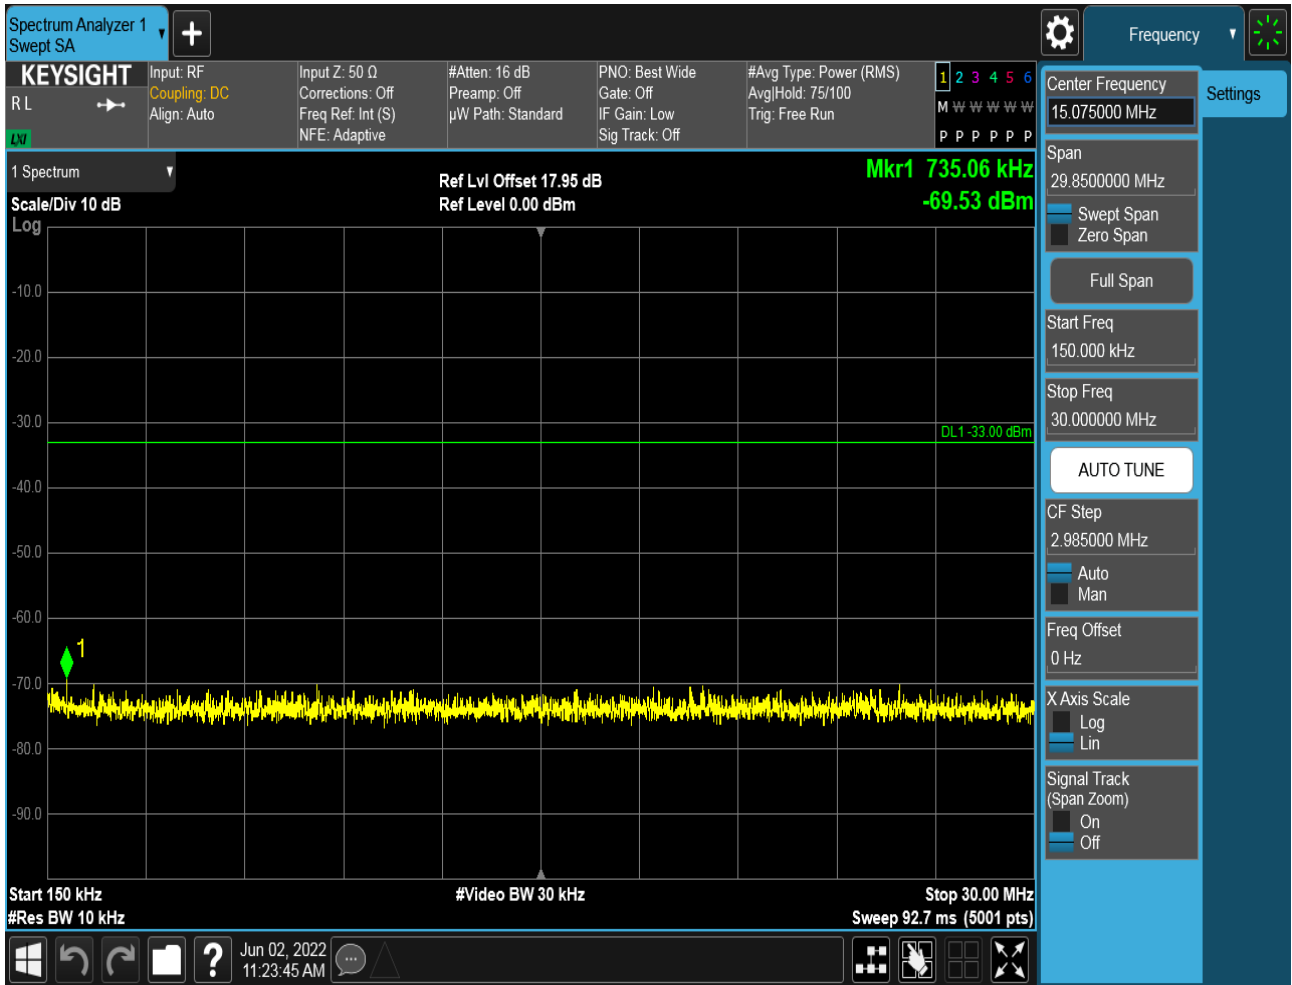 Spectrum Analyzer 1
Swept SA
Frequency
KEYSIGHT
R L
LXI
Input: RF
Coupling: DC
Align: Auto
Input Z: 50 Ω
Corrections: Off
Freq Ref: Int (S)
NFE: Adaptive
#Atten: 16 dB
Preamp: Off
µW Path: Standard
PNO: Best Wide
Gate: Off
IF Gain: Low
Sig Track: Off
#Avg Type: Power (RMS)
Avg|Hold: 75/100
Trig: Free Run
1 2 3 4 5 6
M W W W W W
P P P P P P
1 Spectrum
Scale/Div 10 dB
Log
Ref Lvl Offset 17.95 dB
Ref Level 0.00 dBm
Mkr1 735.06 kHz
-69.53 dBm
-10.0
-20.0
-30.0
DL1 -33.00 dBm
-40.0
-50.0
-60.0
1
-70.0
-80.0
-90.0
Start 150 kHz
#Res BW 10 kHz
#Video BW 30 kHz
Stop 30.00 MHz
Sweep 92.7 ms (5001 pts)
Jun 02, 2022
11:23:45 AM
Center Frequency
15.075000 MHz
Settings
Span
29.8500000 MHz
Swept Span
Zero Span
Full Span
Start Freq
150.000 kHz
Stop Freq
30.000000 MHz
AUTO TUNE
CF Step
2.985000 MHz
Auto
Man
Freq Offset
0 Hz
X Axis Scale
Log
Lin
Signal Track
(Span Zoom)
On
Off